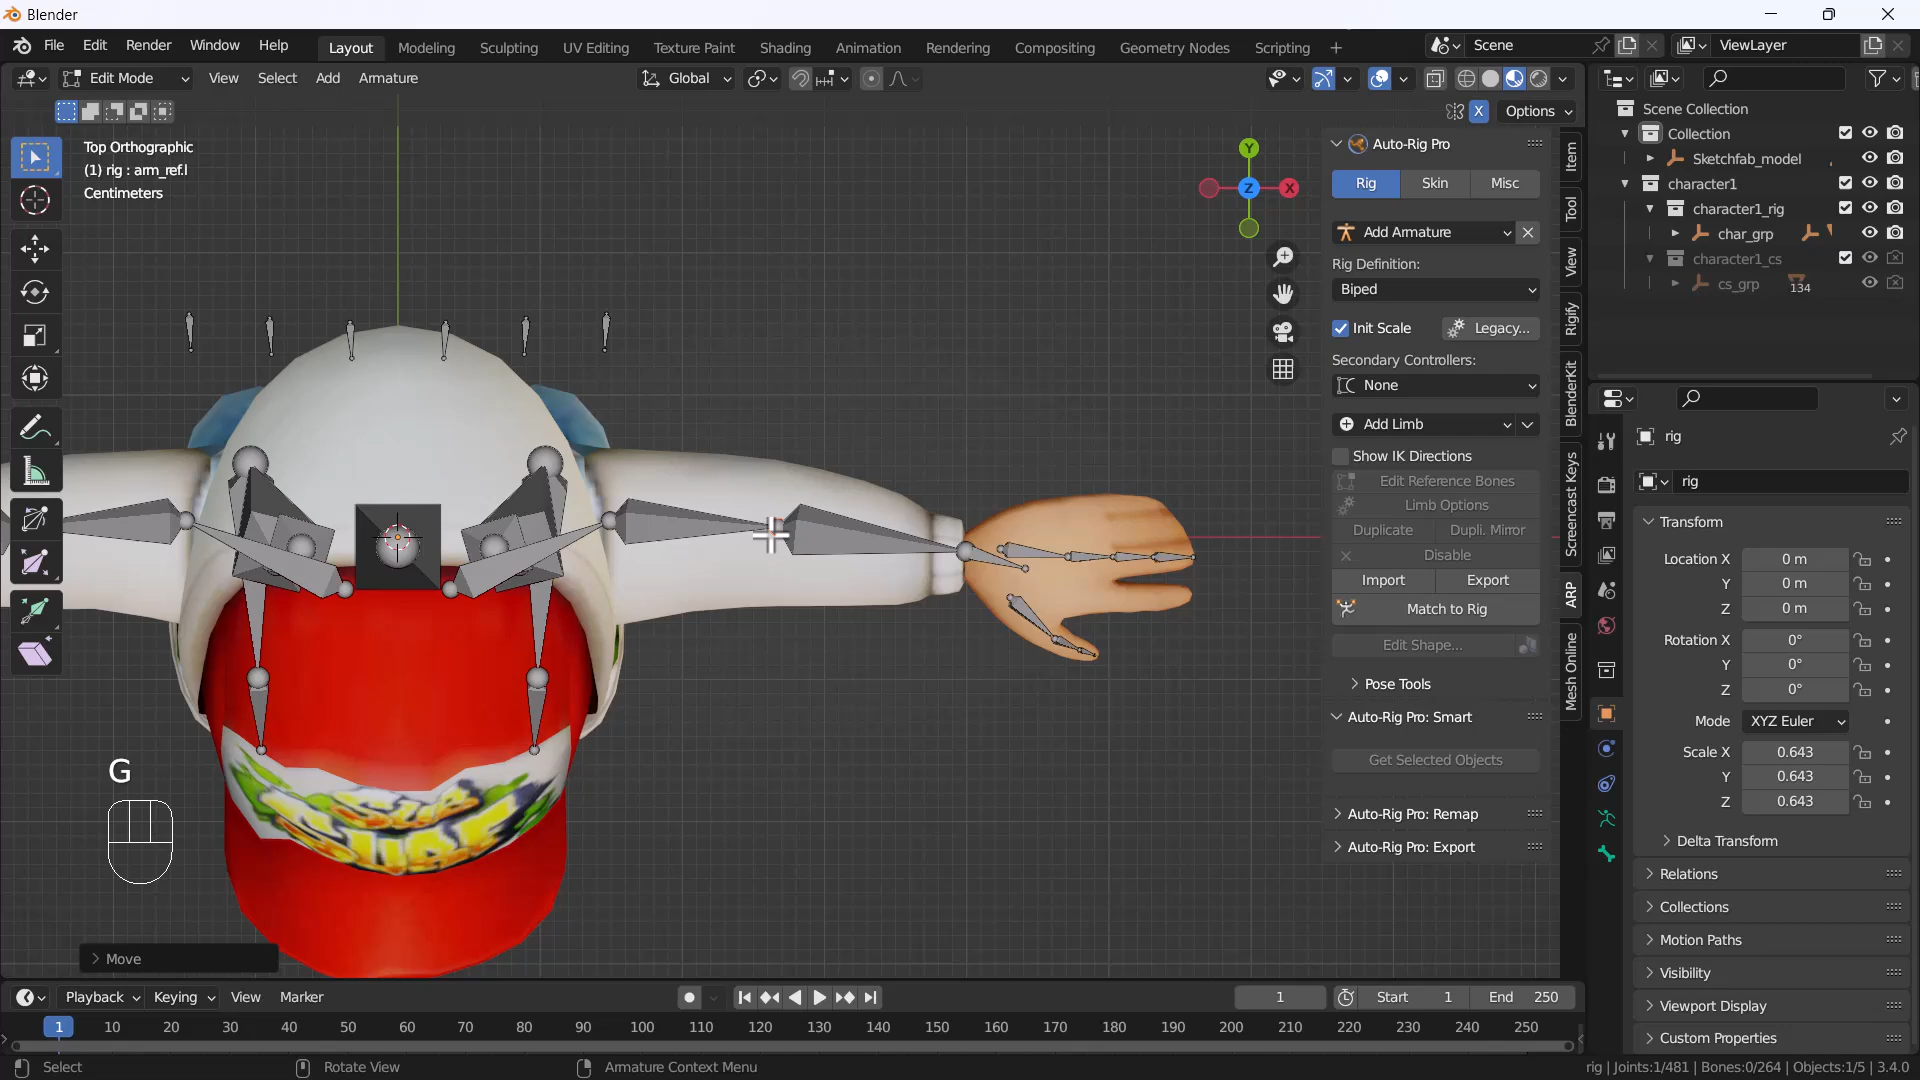 Blender
File Edit Render Window Help
Layout Modeling Sculpting UV Editing Texture Paint Shading Animation Rendering Compositing Geometry Nodes Scripting +
Scene
ViewLayer
Edit Mode View Select Add Armature
Global
X
Options
Top Orthographic
(1) rig : arm_ref.l
Centimeters
Y
Z
X
Auto-Rig Pro
Rig Skin Misc
Add Armature
Rig Definition:
Biped
Init Scale
Legacy...
Secondary Controllers:
None
Add Limb
Show IK Directions
Edit Reference Bones
Limb Options
Duplicate
Dupli. Mirror
Disable
Import
Export
Match to Rig
Edit Shape...
Pose Tools
Auto-Rig Pro: Smart
Get Selected Objects
Auto-Rig Pro: Remap
Auto-Rig Pro: Export
Item
Tool
View
Rigify
BlenderKit
Screencast Keys
ARP
Mesh Online
Scene Collection
Collection
Sketchfab_model
character1
character1_rig
char_grp
character1_cs
cs_grp
134
rig
rig
Transform
Location X 0 m
Y 0 m
Z 0 m
Rotation X 0°
Y 0°
Z 0°
Mode XYZ Euler
Scale X 0.643
Y 0.643
Z 0.643
Delta Transform
Relations
Collections
Motion Paths
Visibility
Viewport Display
Custom Properties
G
Move
Playback Keying View Marker
1
Start 1
End 250
1 10 20 30 40 50 60 70 80 90 100 110 120 130 140 150 160 170 180 190 200 210 220 230 240 250
Select
Rotate View
Armature Context Menu
rig | Joints:1/481 | Bones:0/264 | Objects:1/5 | 3.4.0